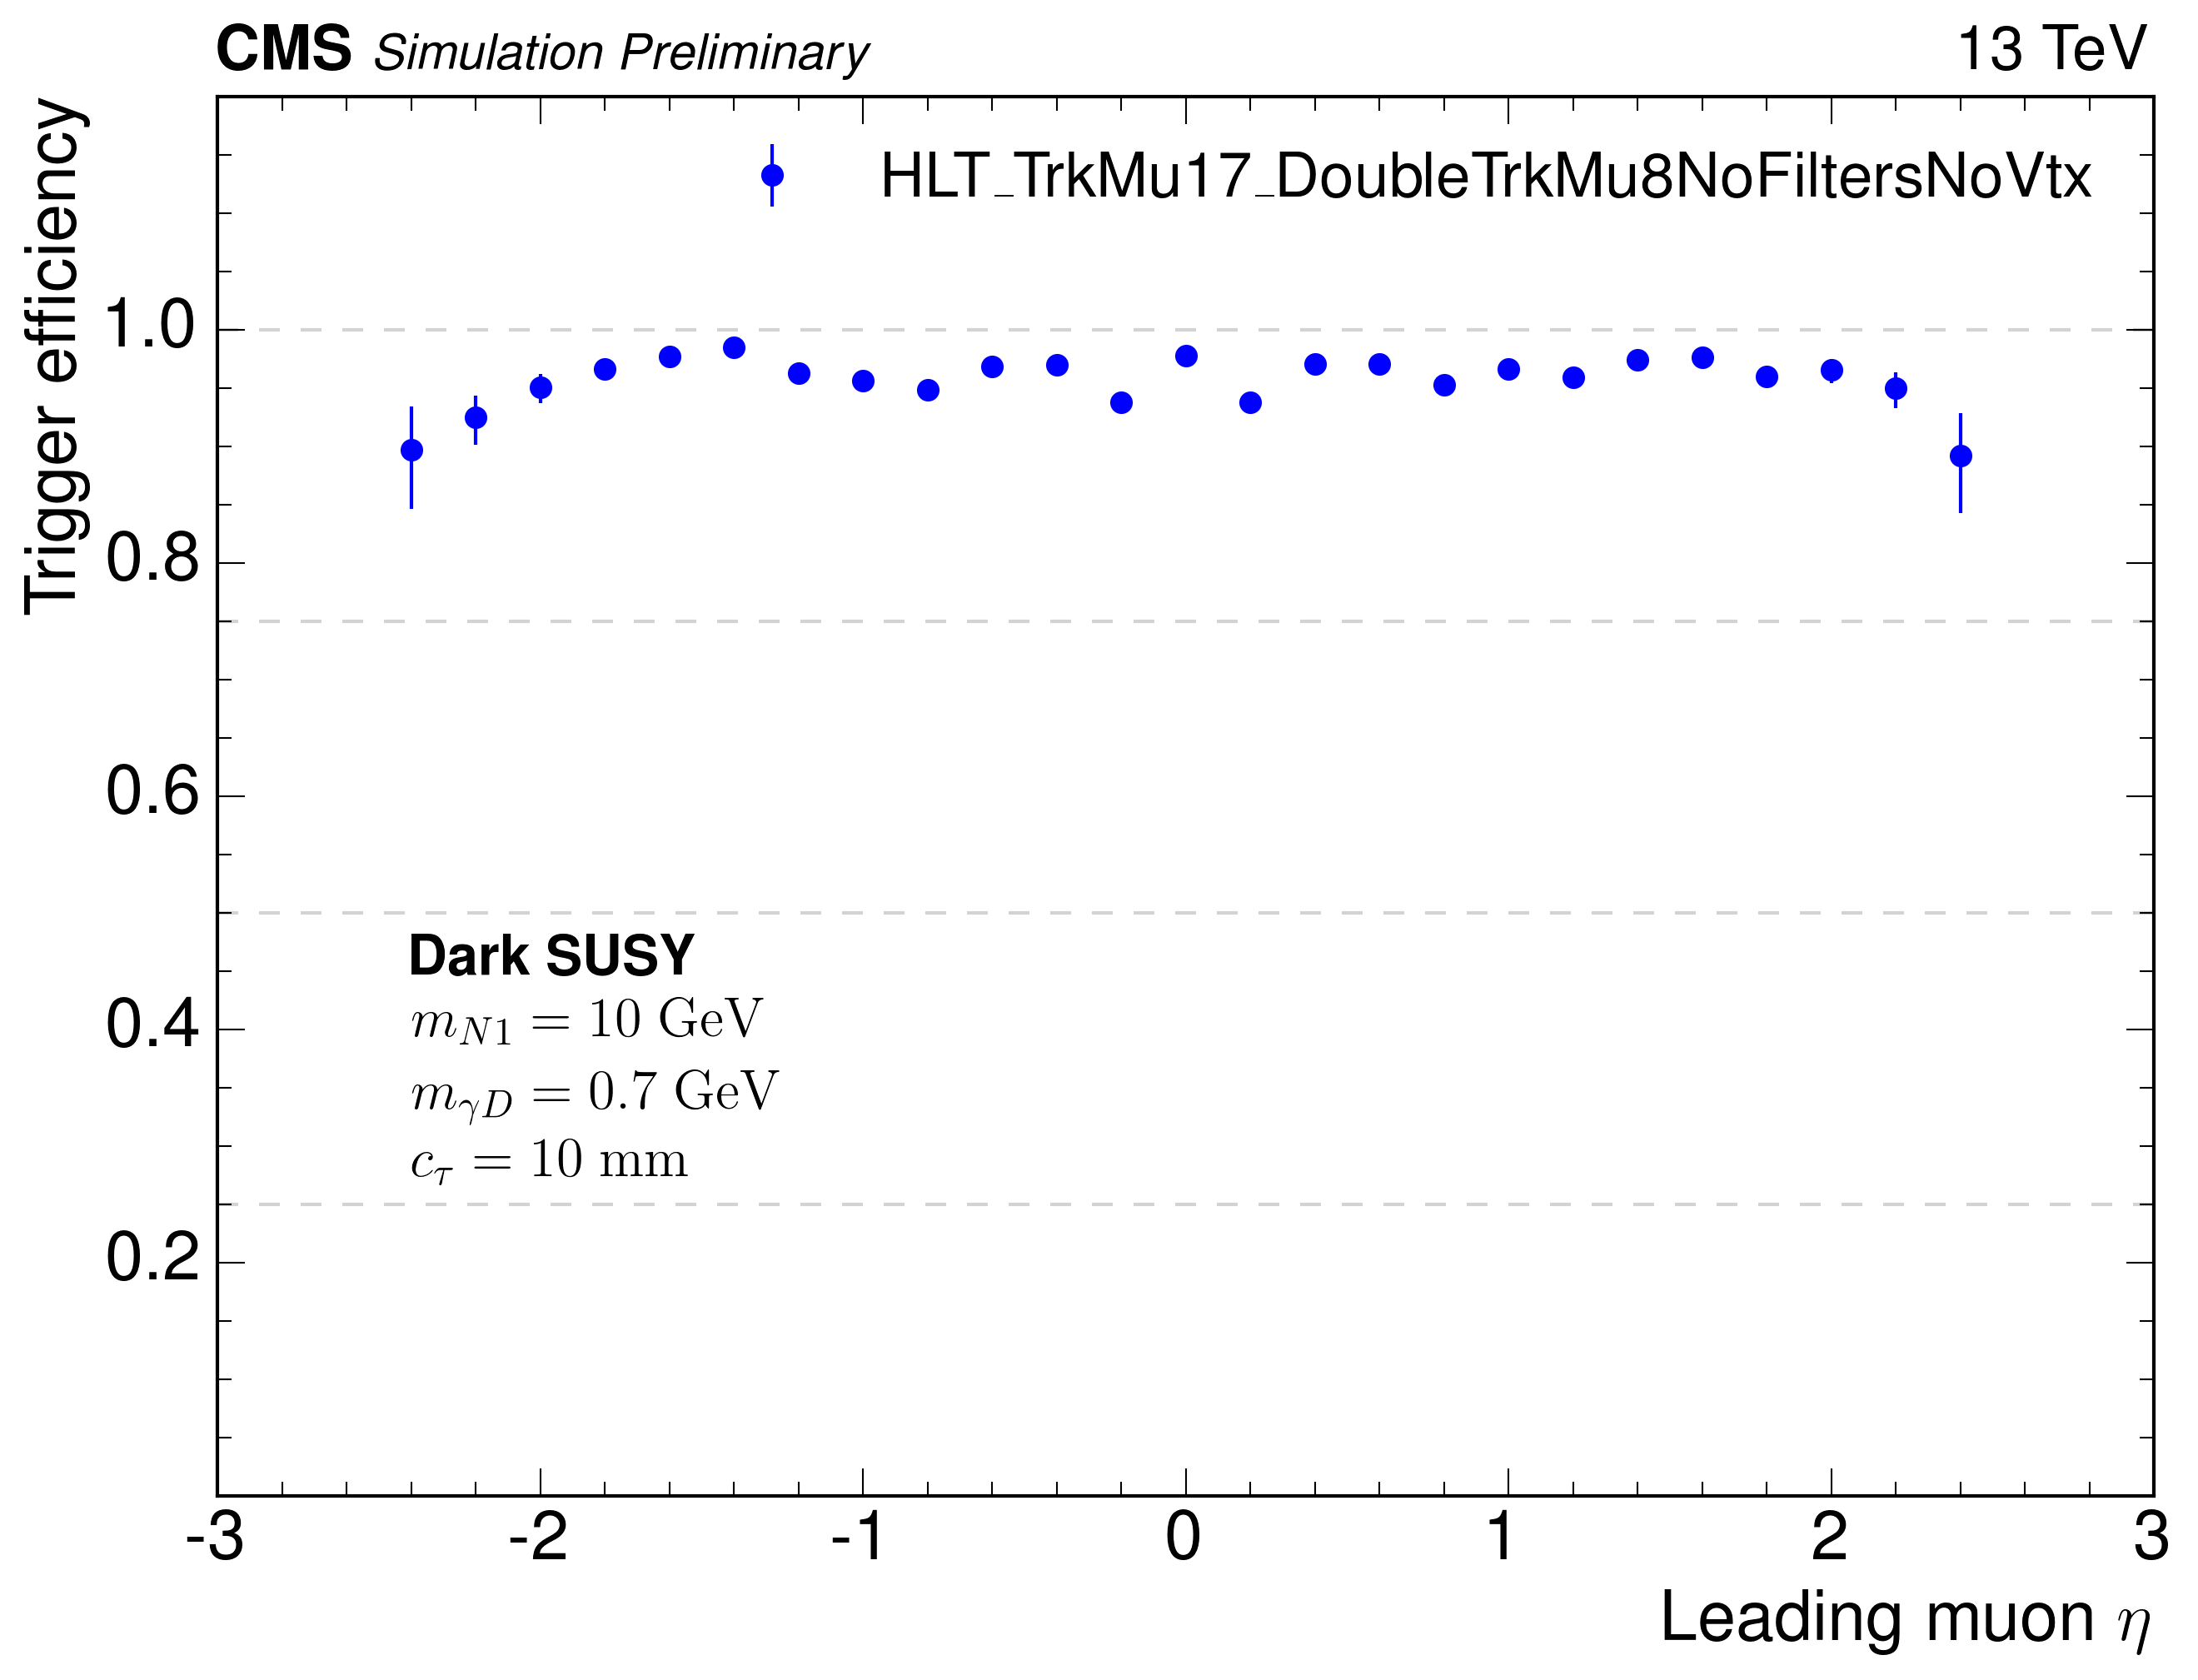 CMS Simulation Preliminary 13 TeV
Trigger efficiency
HLT_TrkMu17_DoubleTrkMu8NoFiltersNoVtx
1.0
0.8
0.6
0.4
0.2
Dark SUSY
m_{N1} = 10 GeV
m_{γD} = 0.7 GeV
c_τ = 10 mm
-3 -2 -1 0 1 2 3
Leading muon η